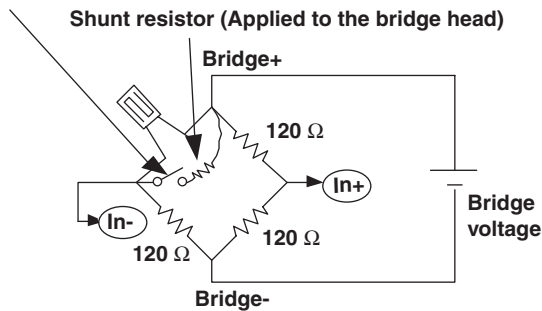 Shunt resistor (Applied to the bridge head)
Bridge+
120 Ω
In+
In-
Bridge
voltage
120 Ω
120 Ω
Bridge-